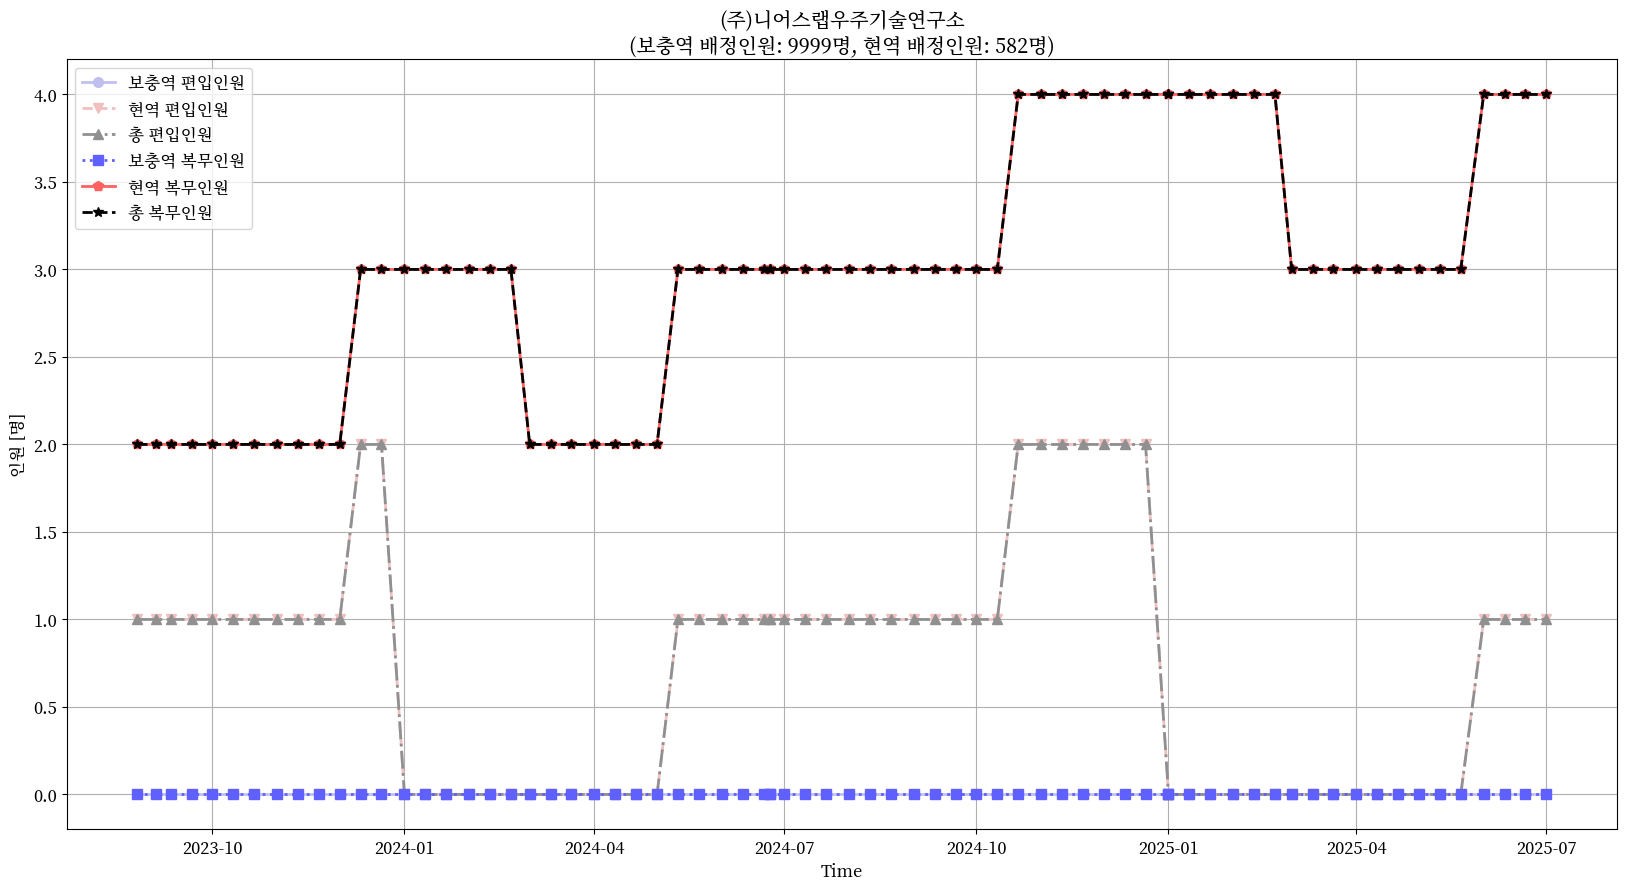 (주)니어스랩우주기술연구소
(보충역 배정인원: 9999명, 현역 배정인원: 582명)
보충역 편입인원
현역 편입인원
총 편입인원
보충역 복무인원
현역 복무인원
총 복무인원
인원 [명]
4.0
3.5
3.0
2.5
2.0
1.5
1.0
0.5
0.0
2023-10
2024-01
2024-04
2024-07
2024-10
2025-01
2025-04
2025-07
Time